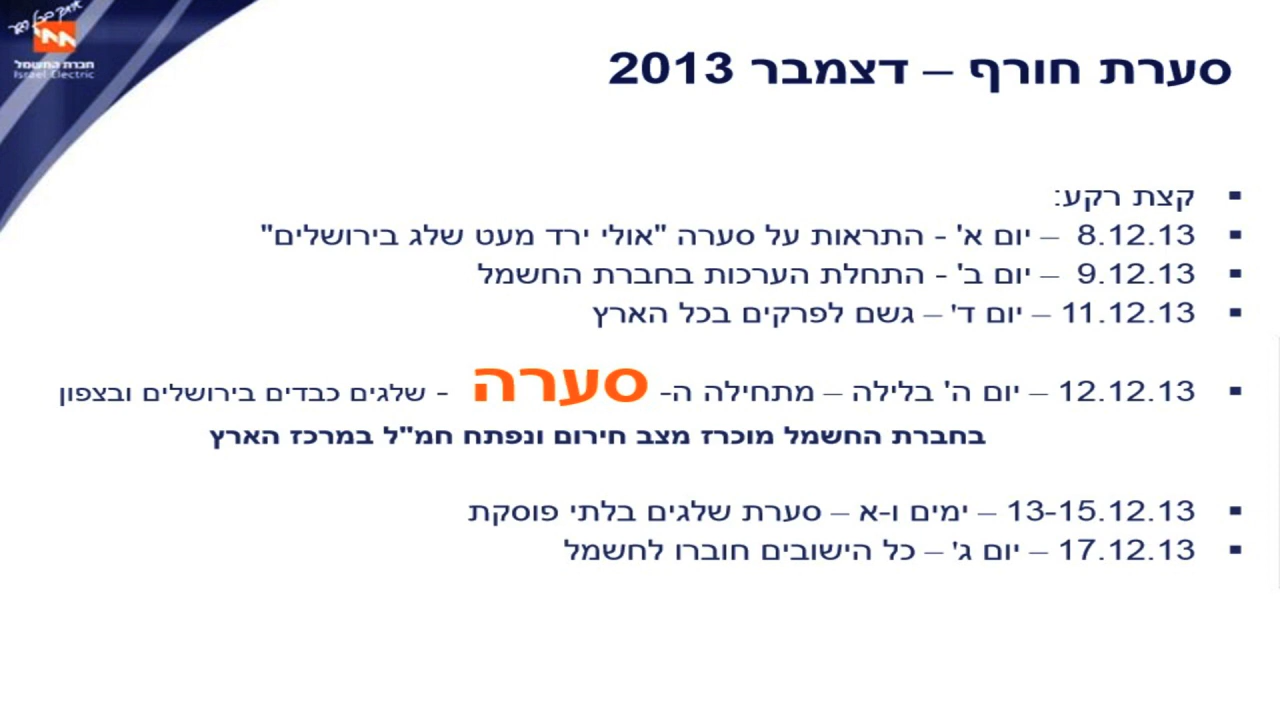 חברת החשמל
Israel Electric
סערת חורף – דצמבר 2013
▪ קצת רקע:
▪ 8.12.13 – יום א' - התראות על סערה "אולי ירד מעט שלג בירושלים"
▪ 9.12.13 – יום ב' - התחלת הערכות בחברת החשמל
▪ 11.12.13 – יום ד' – גשם לפרקים בכל הארץ
▪ 12.12.13 – יום ה' בלילה – מתחילה ה- סערה - שלגים כבדים בירושלים ובצפון
בחברת החשמל מוכרז מצב חירום ונפתח חמ"ל במרכז הארץ
▪ 13-15.12.13 – ימים ו-א – סערת שלגים בלתי פוסקת
▪ 17.12.13 – יום ג' – כל הישובים חוברו לחשמל